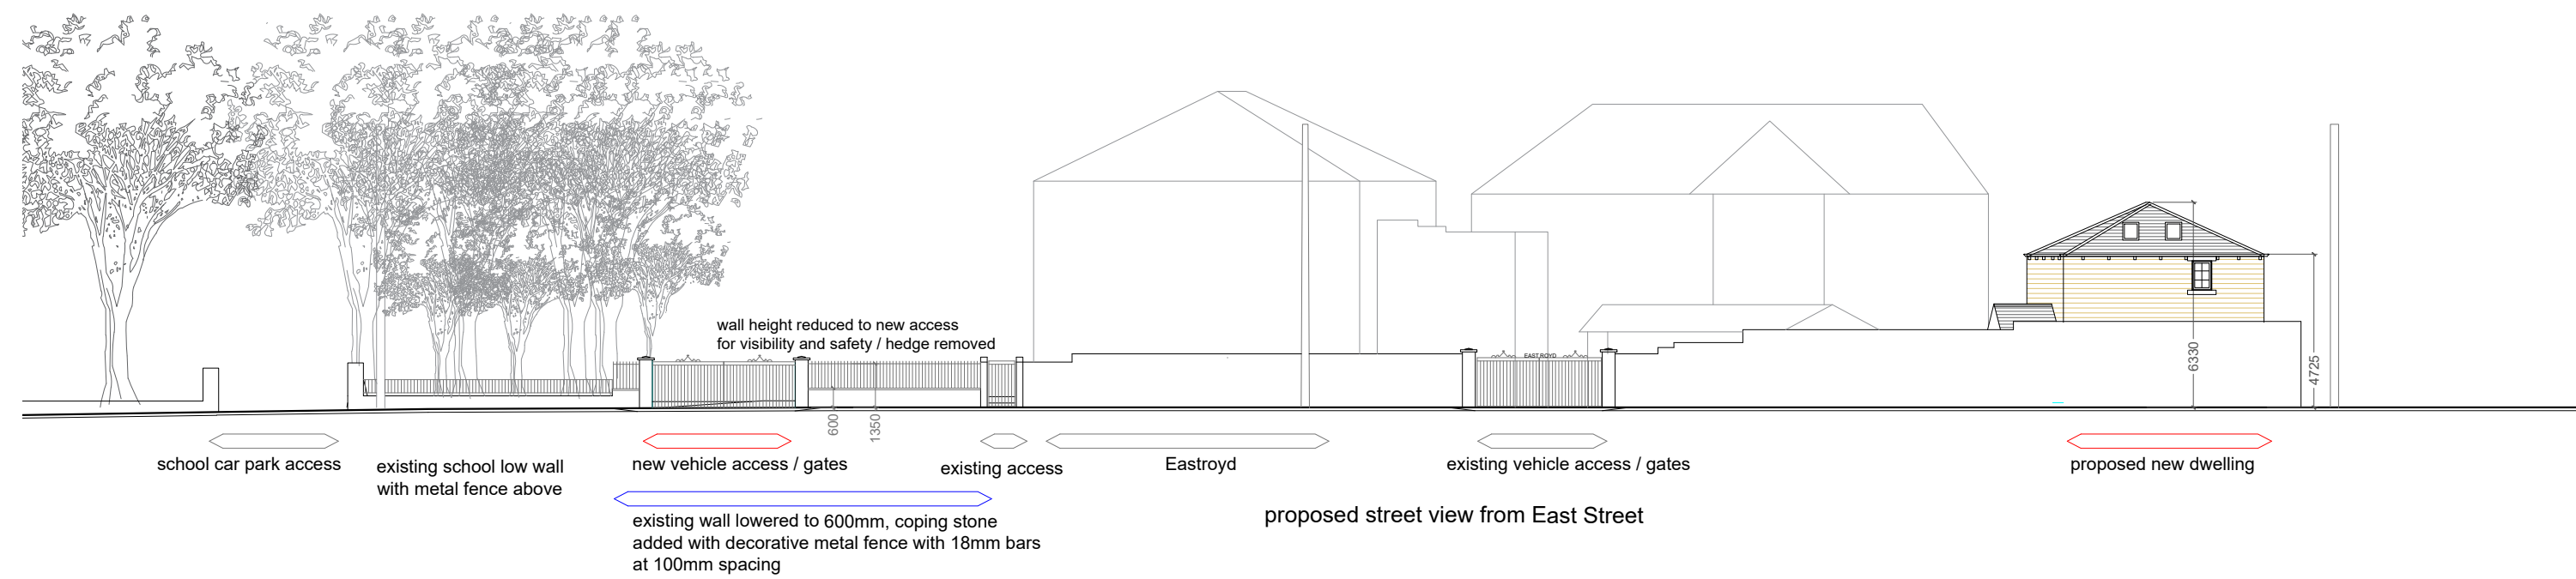 wall height reduced to new access
for visibility and safety / hedge removed
EAST ROYD
600
1350
6330
4725
school car park access
existing school low wall
with metal fence above
new vehicle access / gates
existing access
Eastroyd
existing vehicle access / gates
proposed new dwelling
existing wall lowered to 600mm, coping stone
added with decorative metal fence with 18mm bars
at 100mm spacing
proposed street view from East Street